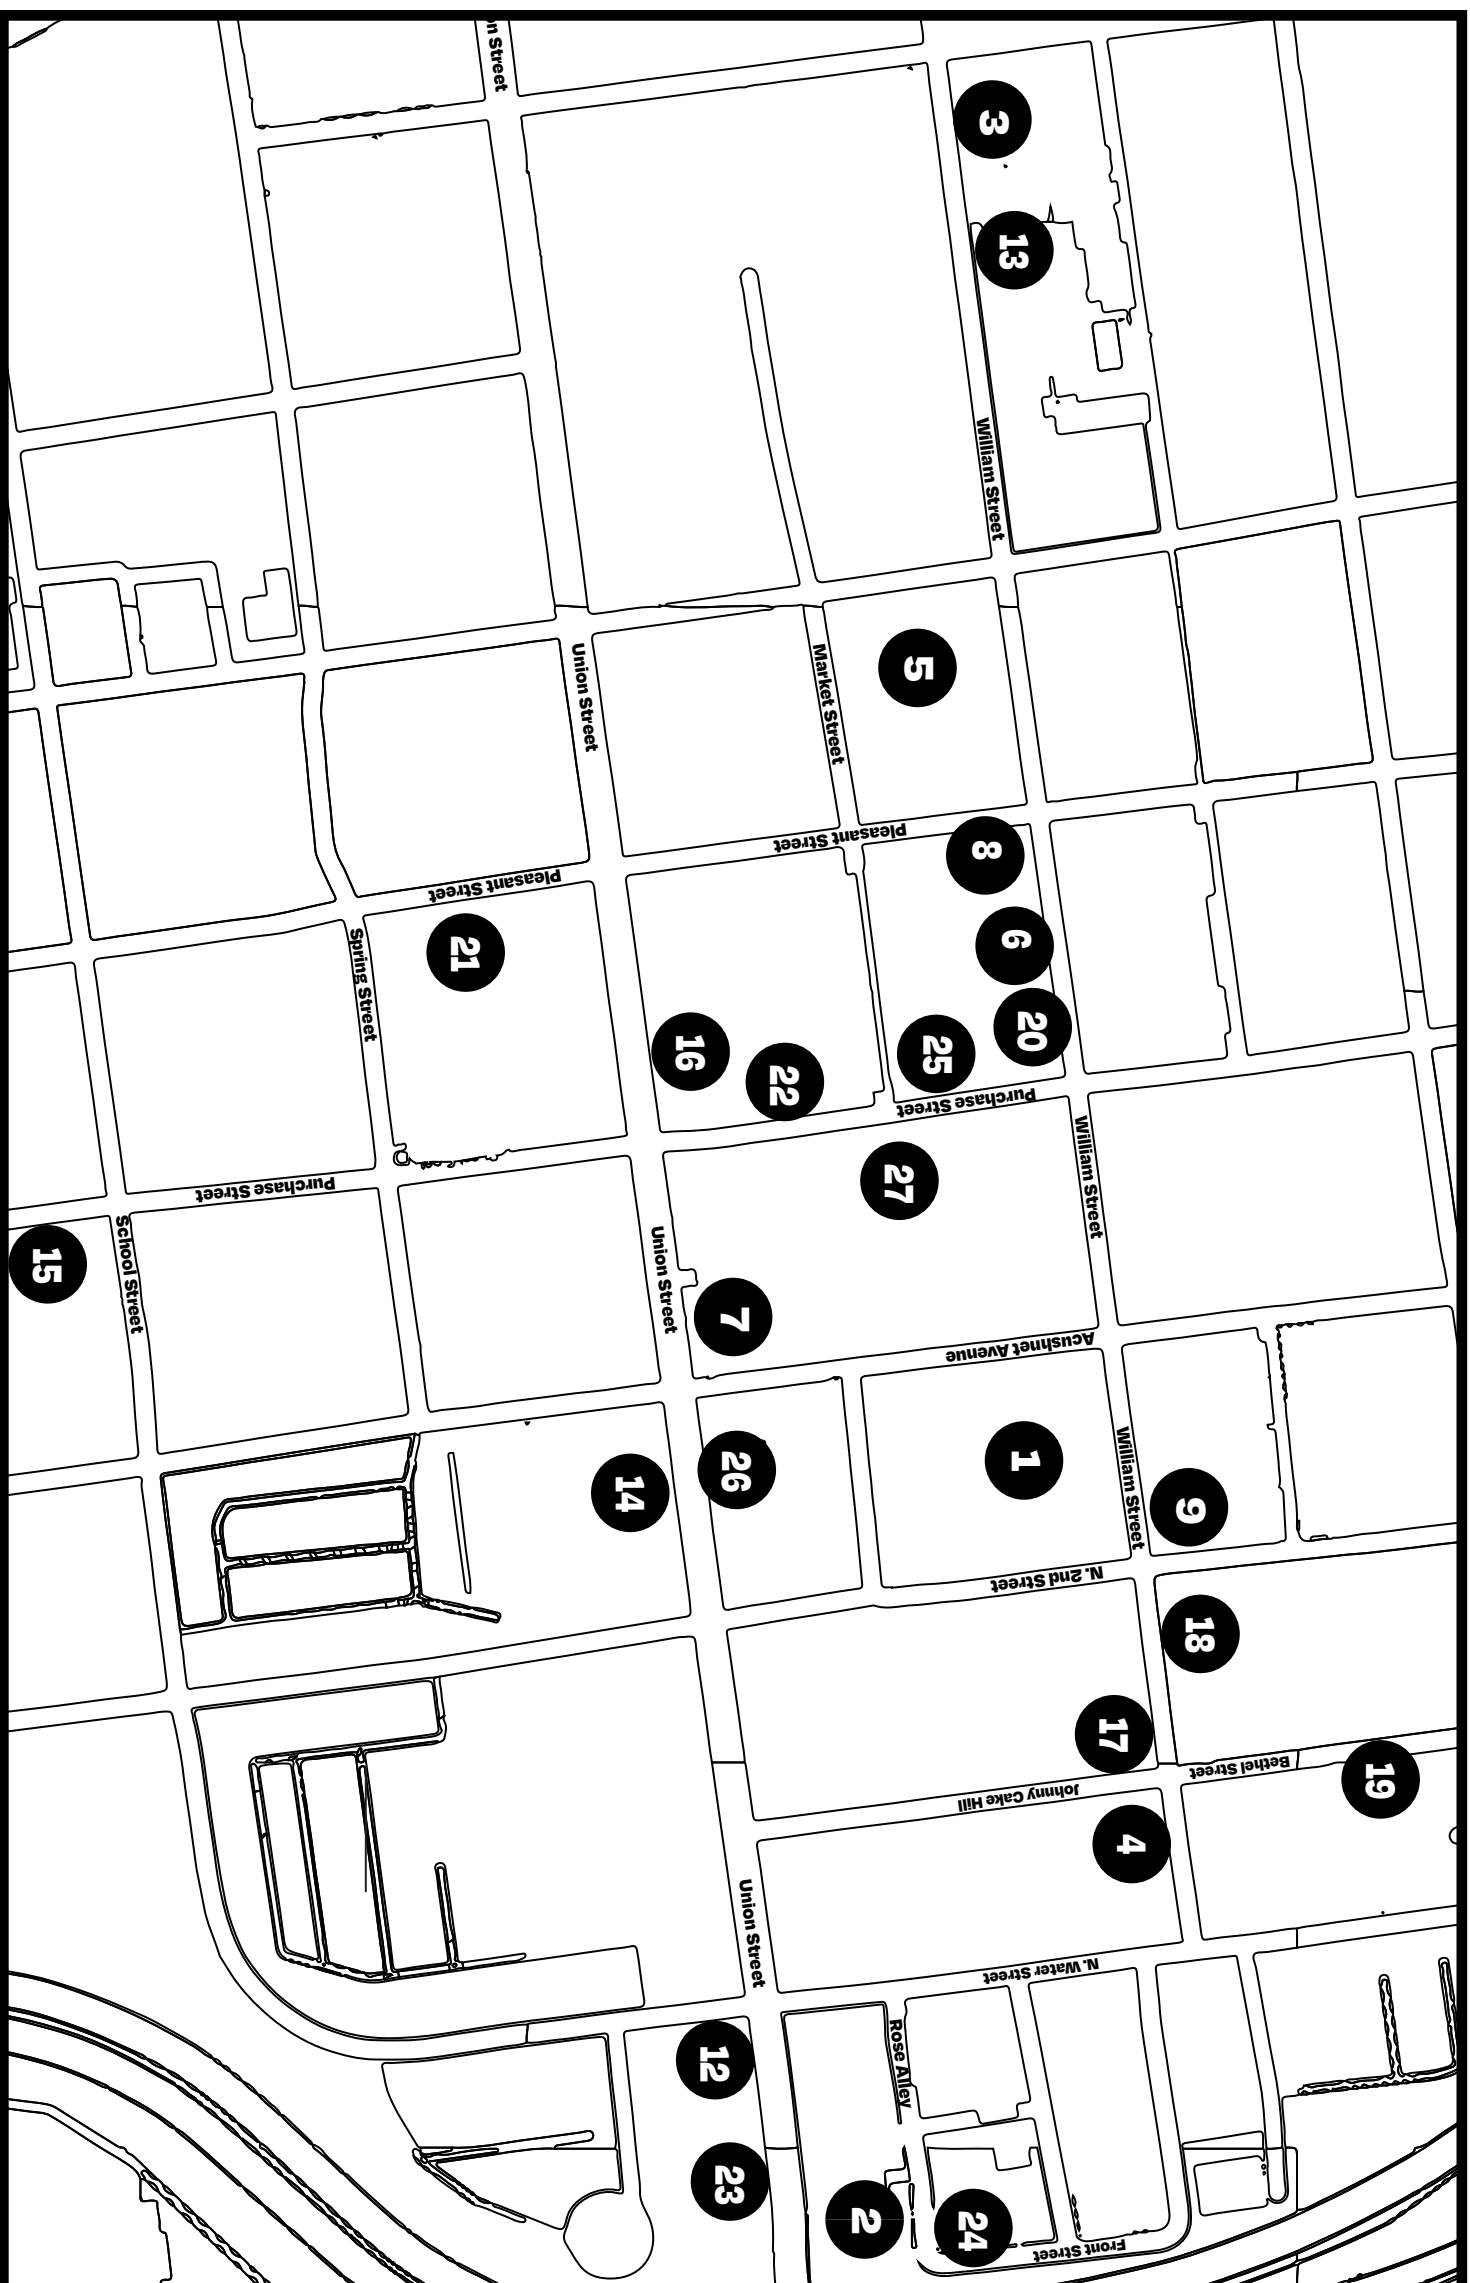 on Street
3
13
William Street
5
Union Street
Market Street
Pleasant Street
8
Pleasant Street
6
21
Spring Street
20
16
25
22
Purchase Street
William Street
27
Purchase Street
School Street
15
Union Street
7
Acushnet Avenue
1
26
14
William Street
9
N. 2nd Street
18
17
Bethel Street
19
Johnny Cake Hill
4
Union Street
N. Water Street
Rose Alley
12
23
2
24
Front Street